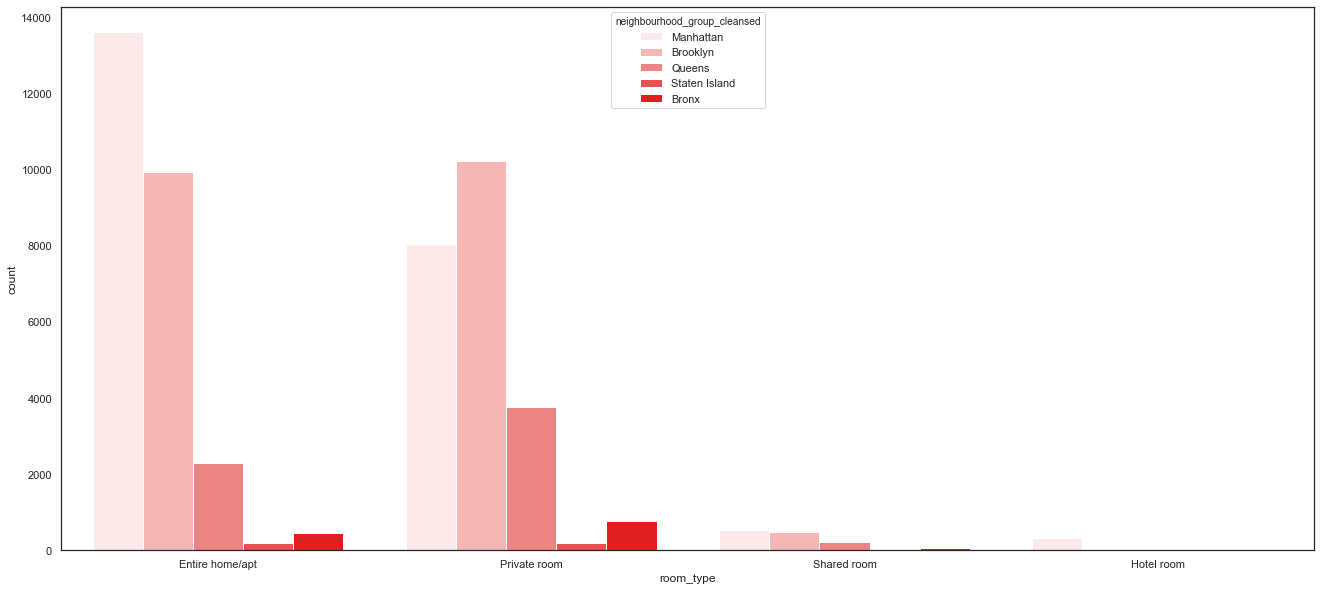 neighbourhood_group_cleansed
Manhattan
Brooklyn
Queens
Staten Island
Bronx
14000
12000
10000
8000
6000
4000
2000
0
count
Entire home/apt
Private room
Shared room
Hotel room
room_type